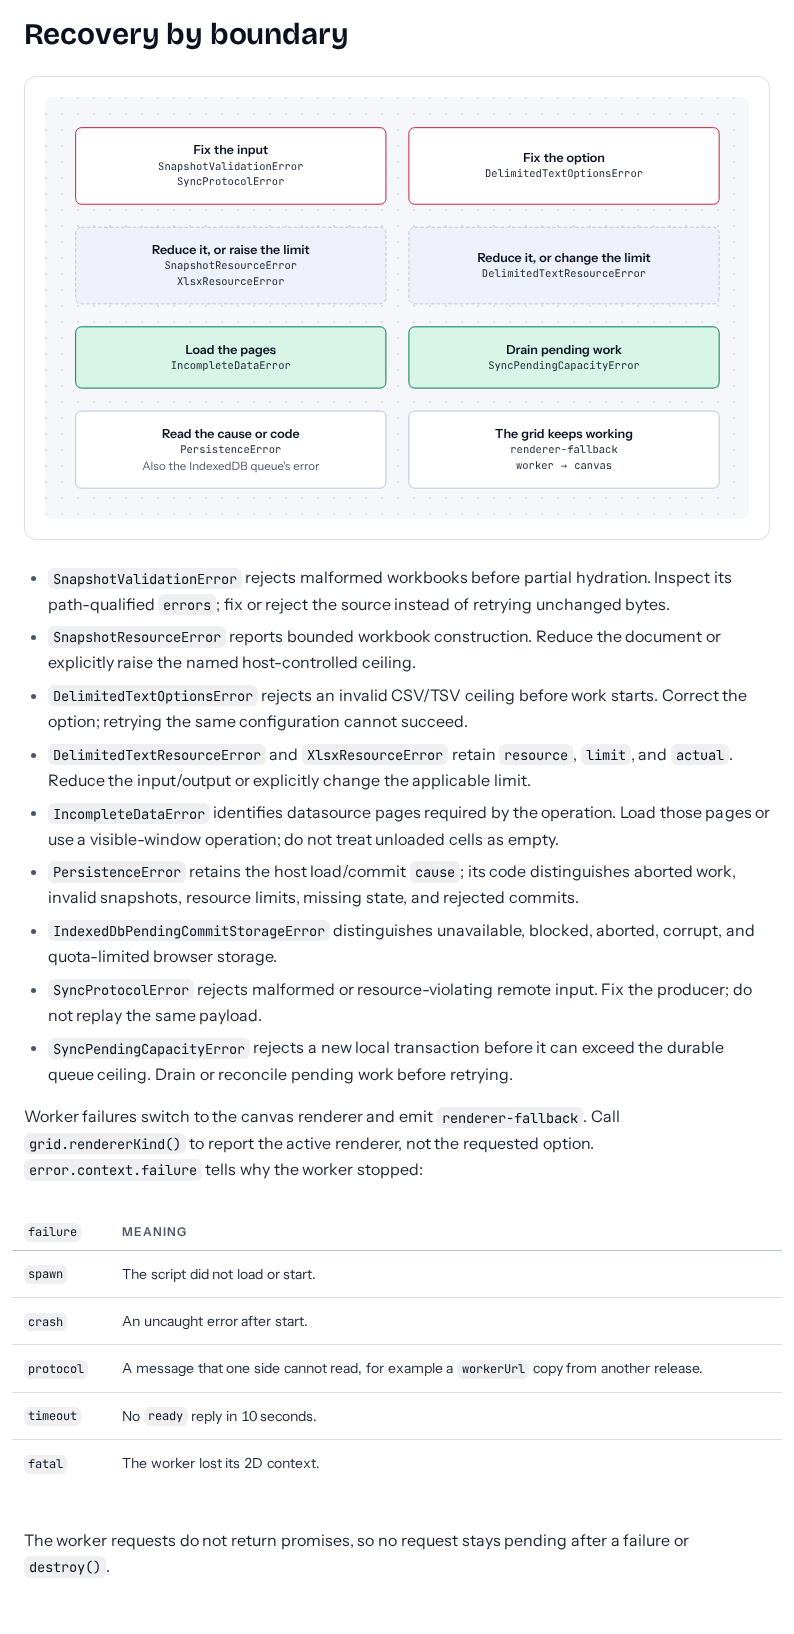 Recovery by boundary
Fix the input
SnapshotValidationError
SyncProtocolError
Fix the option
DelimitedTextOptionsError
Reduce it, or raise the limit
SnapshotResourceError
XlsxResourceError
Reduce it, or change the limit
DelimitedTextResourceError
Load the pages
IncompleteDataError
Drain pending work
SyncPendingCapacityError
Read the cause or code
PersistenceError
Also the IndexedDB queue's error
The grid keeps working
renderer-fallback
worker → canvas
• SnapshotValidationError rejects malformed workbooks before partial hydration. Inspect its
path-qualified errors; fix or reject the source instead of retrying unchanged bytes.
• SnapshotResourceError reports bounded workbook construction. Reduce the document or
explicitly raise the named host-controlled ceiling.
• DelimitedTextOptionsError rejects an invalid CSV/TSV ceiling before work starts. Correct the
option; retrying the same configuration cannot succeed.
• DelimitedTextResourceError and XlsxResourceError retain resource, limit, and actual.
Reduce the input/output or explicitly change the applicable limit.
• IncompleteDataError identifies datasource pages required by the operation. Load those pages or
use a visible-window operation; do not treat unloaded cells as empty.
• PersistenceError retains the host load/commit cause; its code distinguishes aborted work,
invalid snapshots, resource limits, missing state, and rejected commits.
• IndexedDbPendingCommitStorageError distinguishes unavailable, blocked, aborted, corrupt, and
quota-limited browser storage.
• SyncProtocolError rejects malformed or resource-violating remote input. Fix the producer; do
not replay the same payload.
• SyncPendingCapacityError rejects a new local transaction before it can exceed the durable
queue ceiling. Drain or reconcile pending work before retrying.
Worker failures switch to the canvas renderer and emit renderer-fallback. Call
grid.rendererKind() to report the active renderer, not the requested option.
error.context.failure tells why the worker stopped:
failure MEANING
spawn The script did not load or start.
crash An uncaught error after start.
protocol A message that one side cannot read, for example a workerUrl copy from another release.
timeout No ready reply in 10 seconds.
fatal The worker lost its 2D context.
The worker requests do not return promises, so no request stays pending after a failure or
destroy().